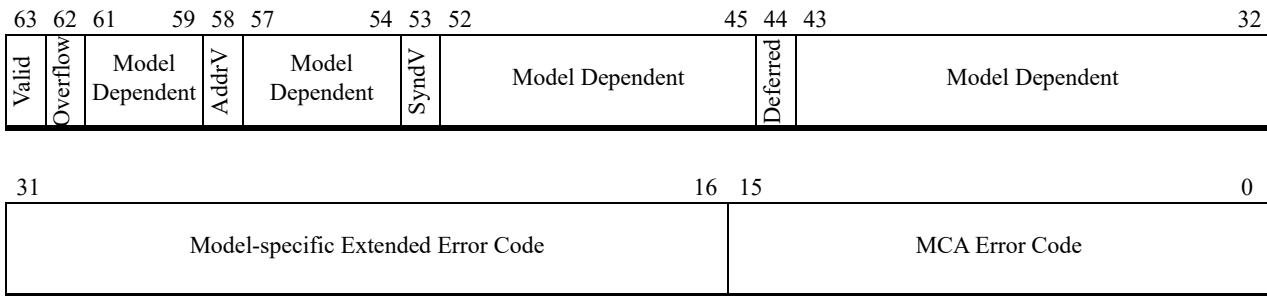 63 62 61 59 58 57 54 53 52 45 44 43 32
Valid Overflow Model Dependent AddrV Model Dependent SyndV Model Dependent Deferred Model Dependent
31 16 15 0
Model-specific Extended Error Code MCA Error Code